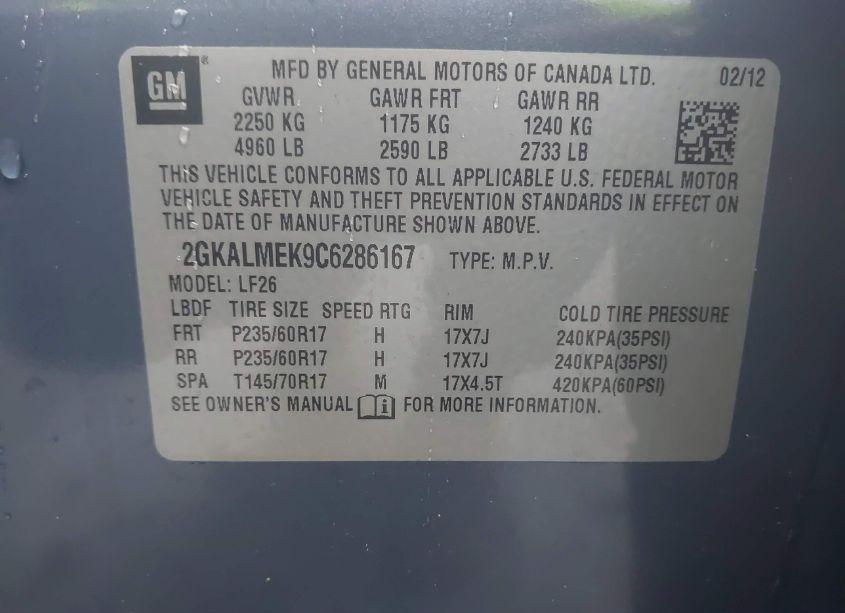 GM
MFD BY GENERAL MOTORS OF CANADA LTD. 02/12
GVWR GAWR FRT GAWR RR
2250 KG 1175 KG 1240 KG
4960 LB 2590 LB 2733 LB
THIS VEHICLE CONFORMS TO ALL APPLICABLE U.S. FEDERAL MOTOR
VEHICLE SAFETY AND THEFT PREVENTION STANDARDS IN EFFECT ON
THE DATE OF MANUFACTURE SHOWN ABOVE.
2GKALMEK9C6286167 TYPE: M.P.V.
MODEL: LF26
LBDF TIRE SIZE SPEED RTG RIM COLD TIRE PRESSURE
FRT P235/60R17 H 17X7J 240KPA(35PSI)
RR P235/60R17 H 17X7J 240KPA(35PSI)
SPA T145/70R17 M 17X4.5T 420KPA(60PSI)
SEE OWNER'S MANUAL i FOR MORE INFORMATION.